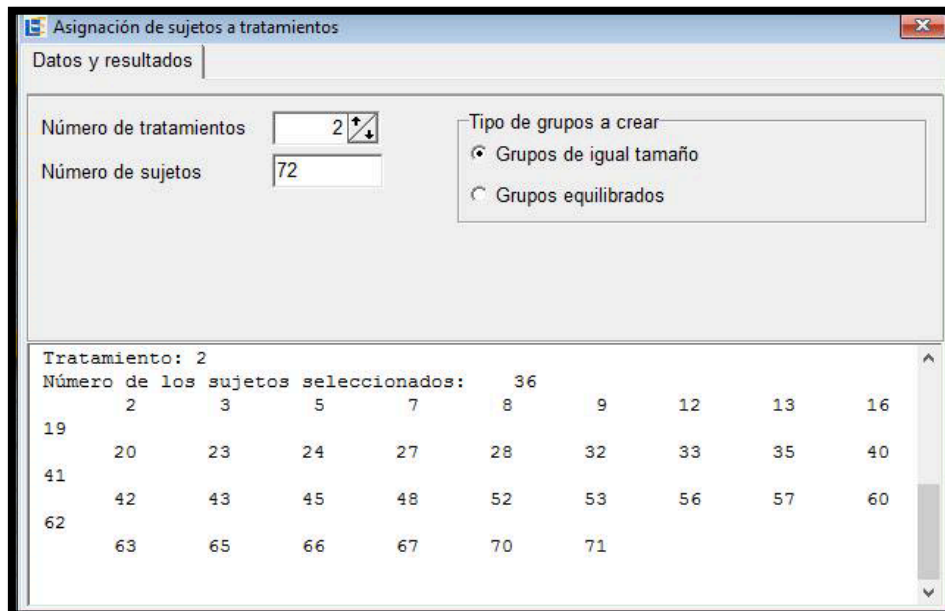 Asignación de sujetos a tratamientos
Datos y resultados
Número de tratamientos 2
Número de sujetos 72
Tipo de grupos a crear
Grupos de igual tamaño
Grupos equilibrados
Tratamiento: 2
Número de los sujetos seleccionados: 36
2 3 5 7 8 9 12 13 16
19
20 23 24 27 28 32 33 35 40
41
42 43 45 48 52 53 56 57 60
62
63 65 66 67 70 71